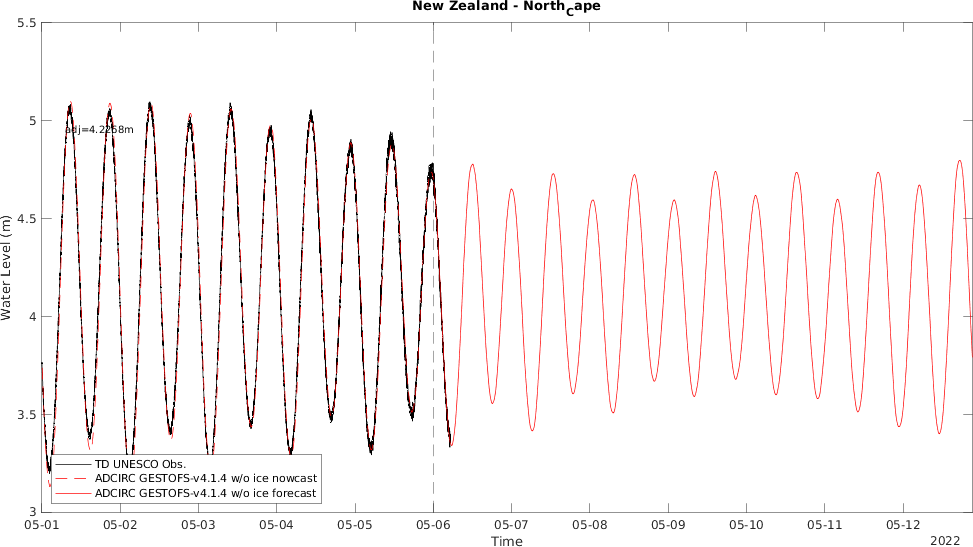 New Zealand - NorthCape
5.5
5
4.5
4
3.5
3
Water Level (m)
adj=4.2258m
TD UNESCO Obs.
ADCIRC GESTOFS-v4.1.4 w/o ice nowcast
ADCIRC GESTOFS-v4.1.4 w/o ice forecast
05-01 05-02 05-03 05-04 05-05 05-06 05-07 05-08 05-09 05-10 05-11 05-12
Time
2022